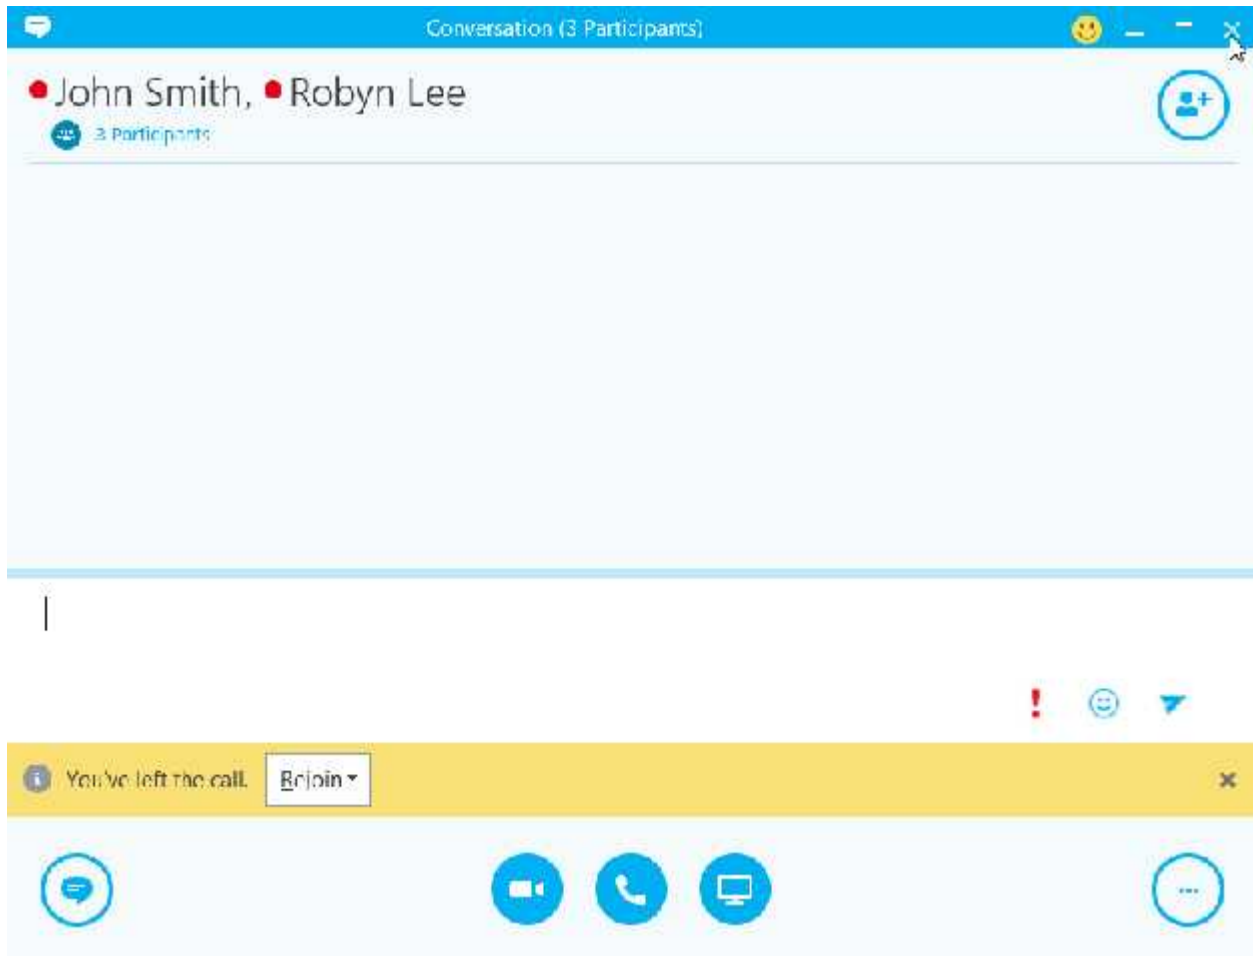 Conversation (3 Participants)
John Smith, Robyn Lee
3 Participants
You've left the call. Rejoin